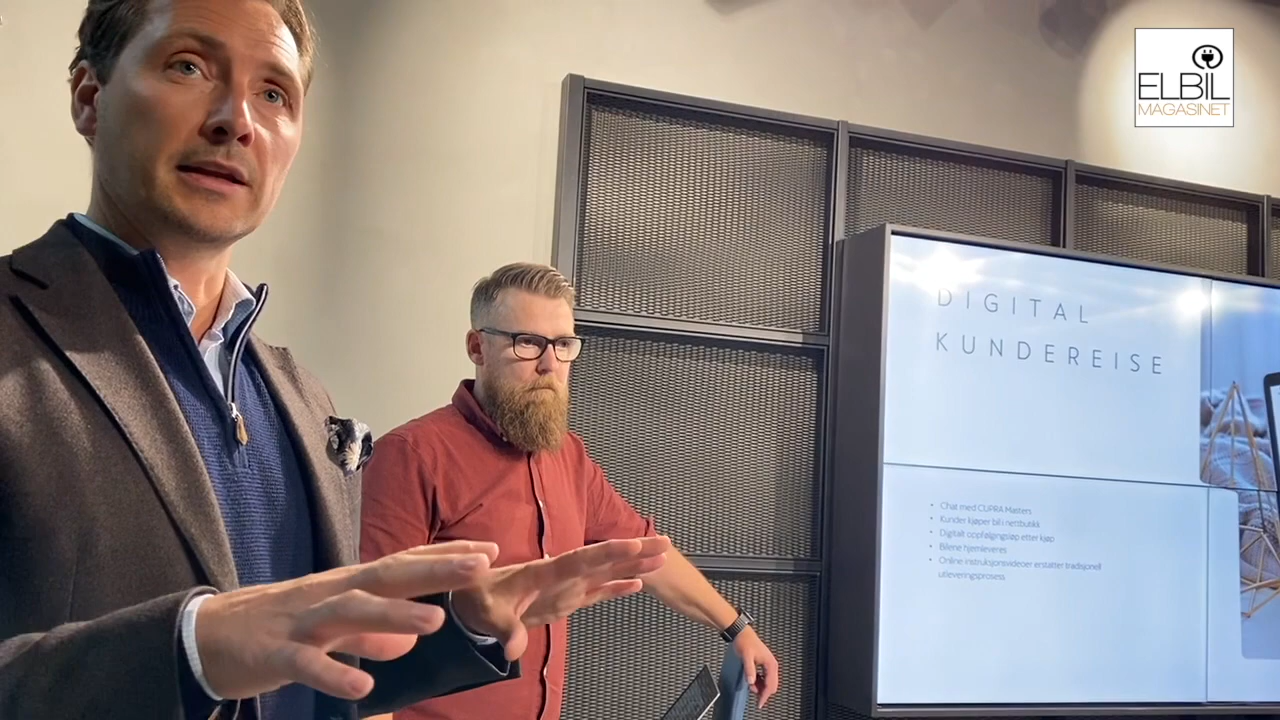 ELBIL
MAGASINET
DIGITAL
KUNDEREISE
• Chat med CUPRA Masters
• Kunder kjøper bil i nettbutikk
• Digitalt oppfølgingsløp etter kjøp
• Bilene hjemleveres
• Online instruksjonsvideoer erstatter tradisjonell
utleveringsprosess.